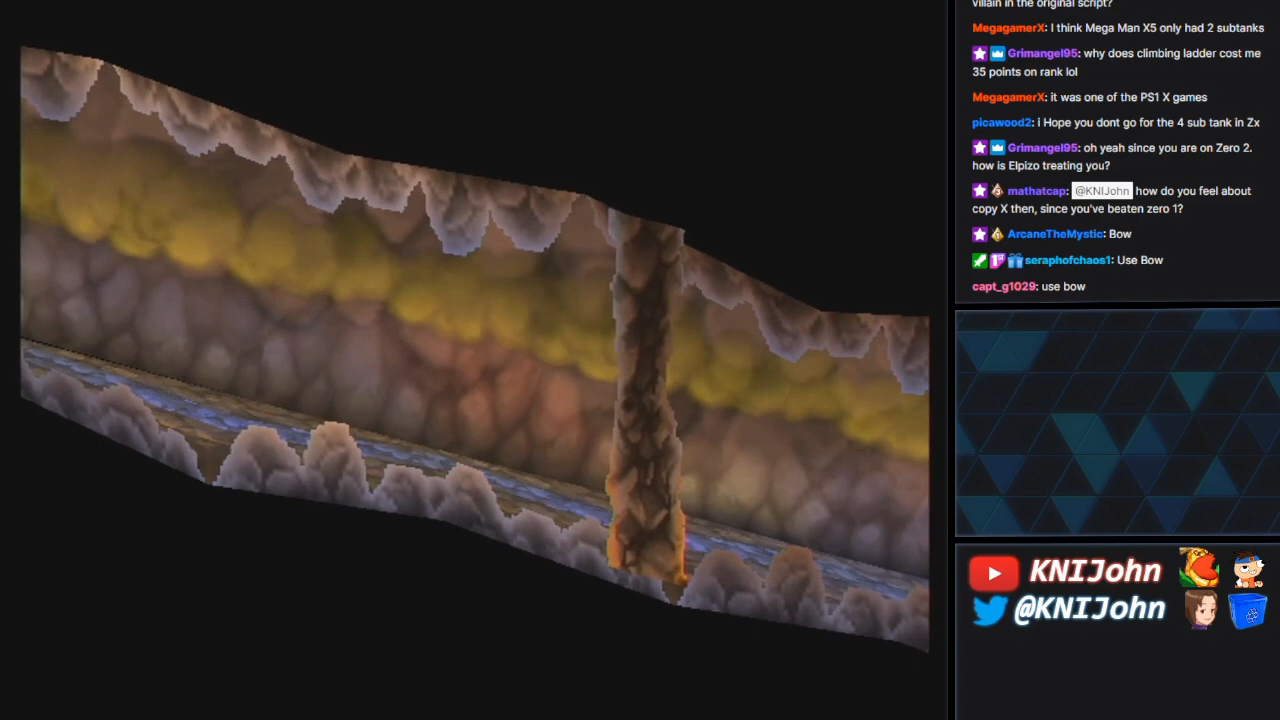 villain in the original script?
MegagamerX: I think Mega Man X5 only had 2 subtanks
Grimangel95: why does climbing ladder cost me
35 points on rank lol
MegagamerX: it was one of the PS1 X games
picawood2: i Hope you dont go for the 4 sub tank in Zx
Grimangel95: oh yeah since you are on Zero 2.
how is Elpizo treating you?
mathatcap: @KNIJohn how do you feel about
copy X then, since you've beaten zero 1?
ArcaneTheMystic: Bow
seraphofchaos1: Use Bow
capt_g1029: use bow
KNIJohn
@KNIJohn